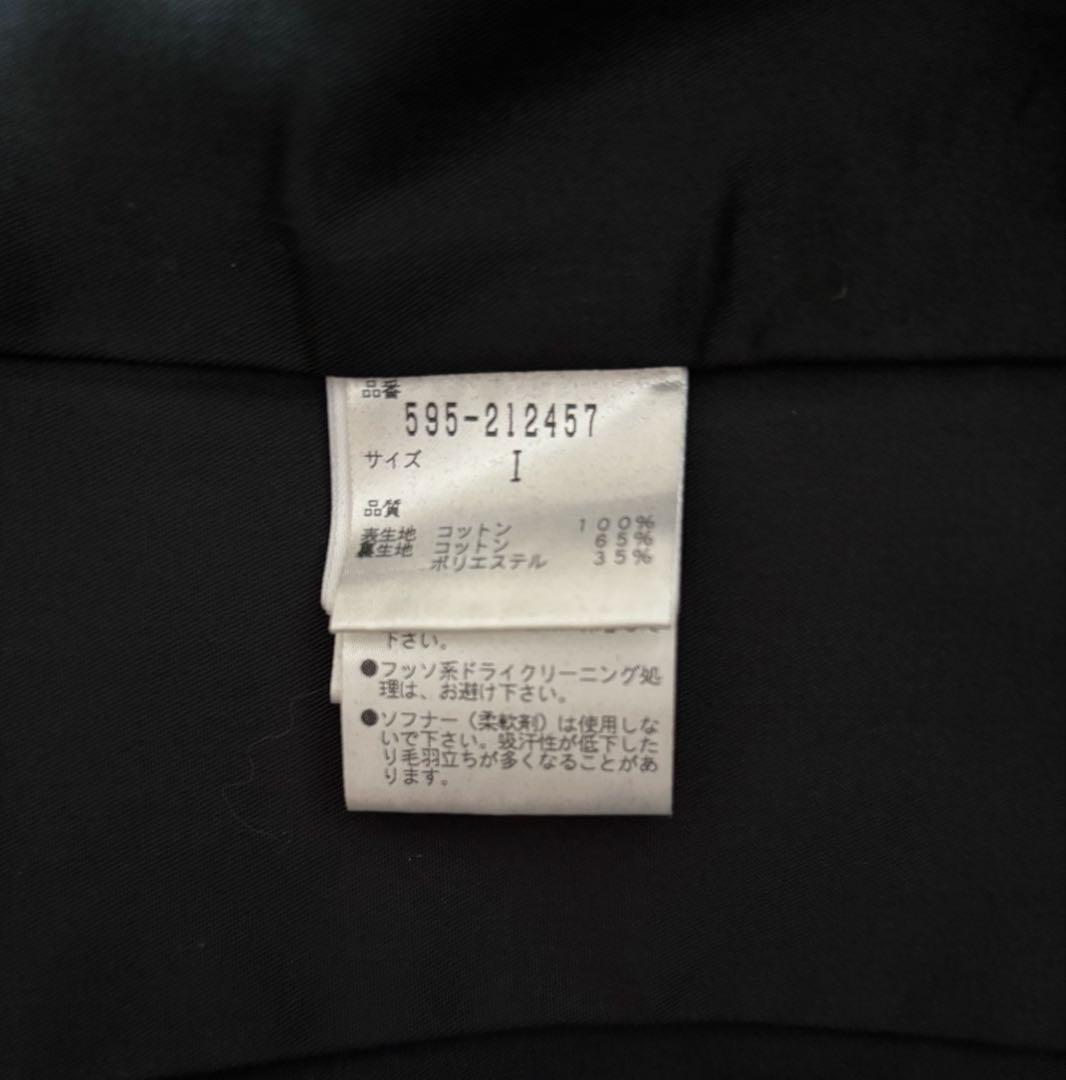 品番
595-212457
サイズ I
品質
表生地 コットン 100%
裏生地 コットン 65%
ポリエステル 35%
下さい。
●フッソ系ドライクリーニング処
理は、お避け下さい。
●ソフナー（柔軟剤）は使用しな
いで下さい。吸汗性が低下した
り毛羽立ちが多くなることがあ
ります。